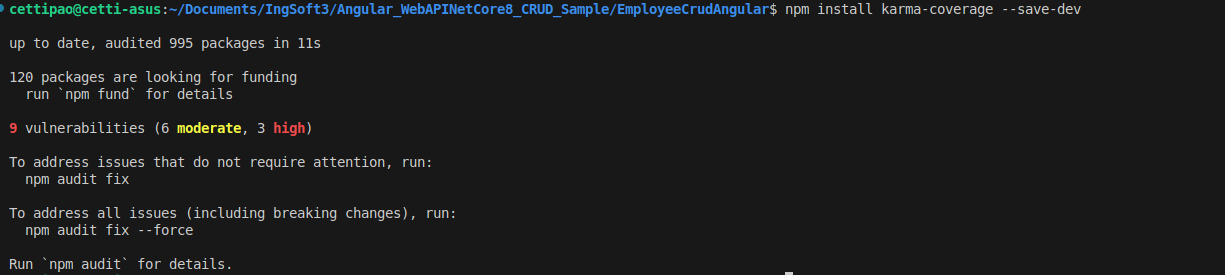 cettipao@cetti-asus:~/Documents/IngSoft3/Angular_WebAPINetCore8_CRUD_Sample/EmployeeCrudAngular$ npm install karma-coverage --save-dev
up to date, audited 995 packages in 11s
120 packages are looking for funding
  run `npm fund` for details
9 vulnerabilities (6 moderate, 3 high)
To address issues that do not require attention, run:
  npm audit fix
To address all issues (including breaking changes), run:
  npm audit fix --force
Run `npm audit` for details.